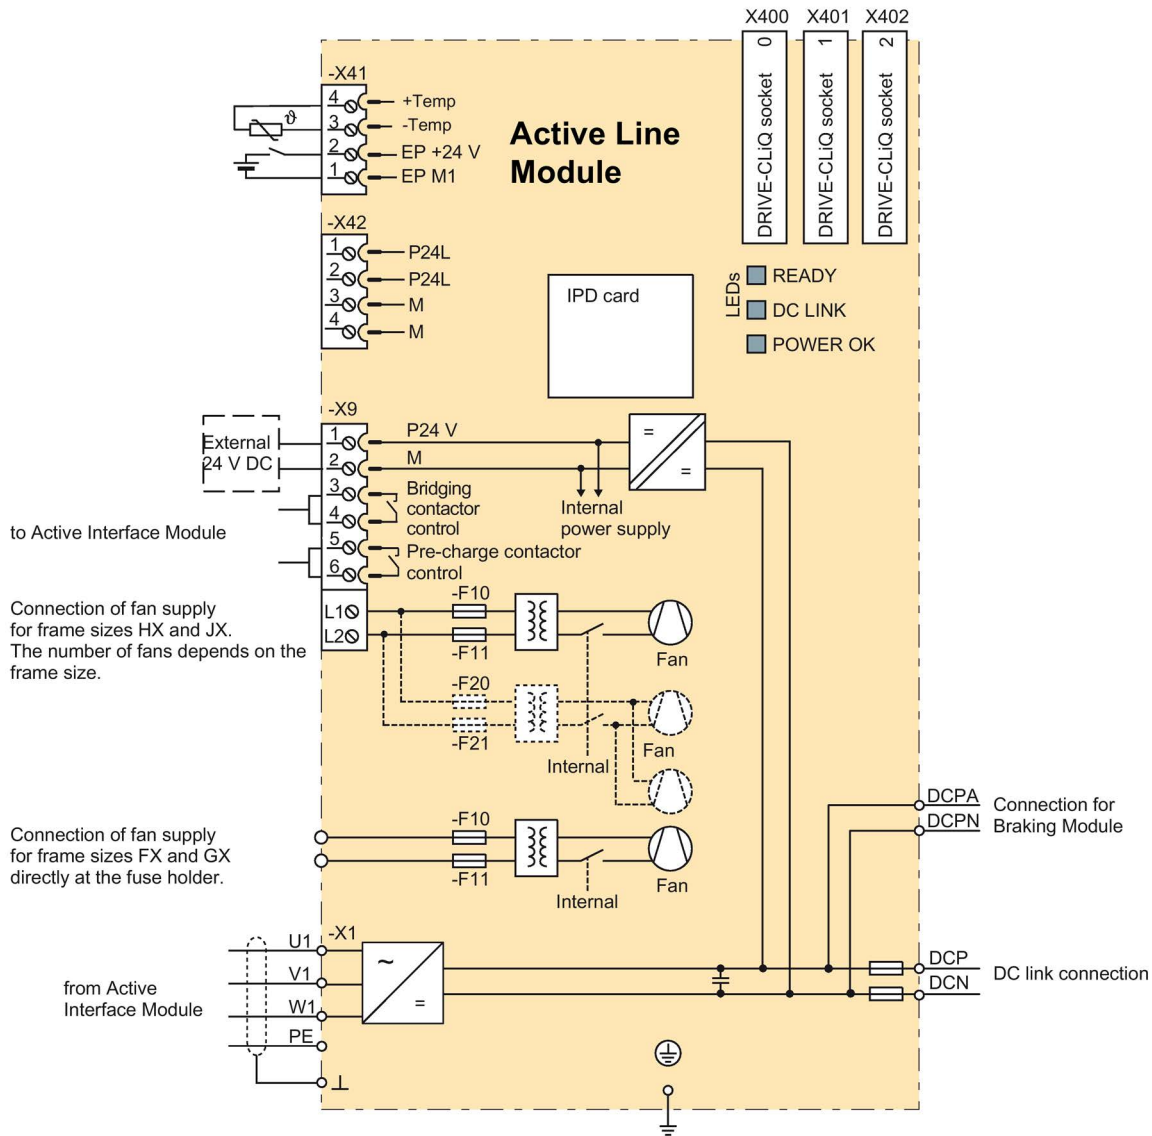 X400 X401 X402
0 1 2
DRIVE-CLiQ socket
DRIVE-CLiQ socket
DRIVE-CLiQ socket
-X41
4 +Temp
ϑ
3 -Temp
2 EP +24 V
1 EP M1
Active Line
Module
-X42
1 P24L
2 P24L
3 M
4 M
IPD card
LEDs
READY
DC LINK
POWER OK
-X9
External
24 V DC
1 P24 V
2 M
3 Bridging
4 contactor
control
5 Pre-charge contactor
6 control
=
=
Internal
power supply
to Active Interface Module
Connection of fan supply
for frame sizes HX and JX.
The number of fans depends on the
frame size.
L1
L2
-F10
-F11
Fan
-F20
-F21
Fan
Internal
Connection of fan supply
for frame sizes FX and GX
directly at the fuse holder.
-F10
-F11
Fan
Internal
DCPA
DCPN
Connection for
Braking Module
from Active
Interface Module
U1
V1
W1
PE
-X1
~
=
DCP
DCN
DC link connection